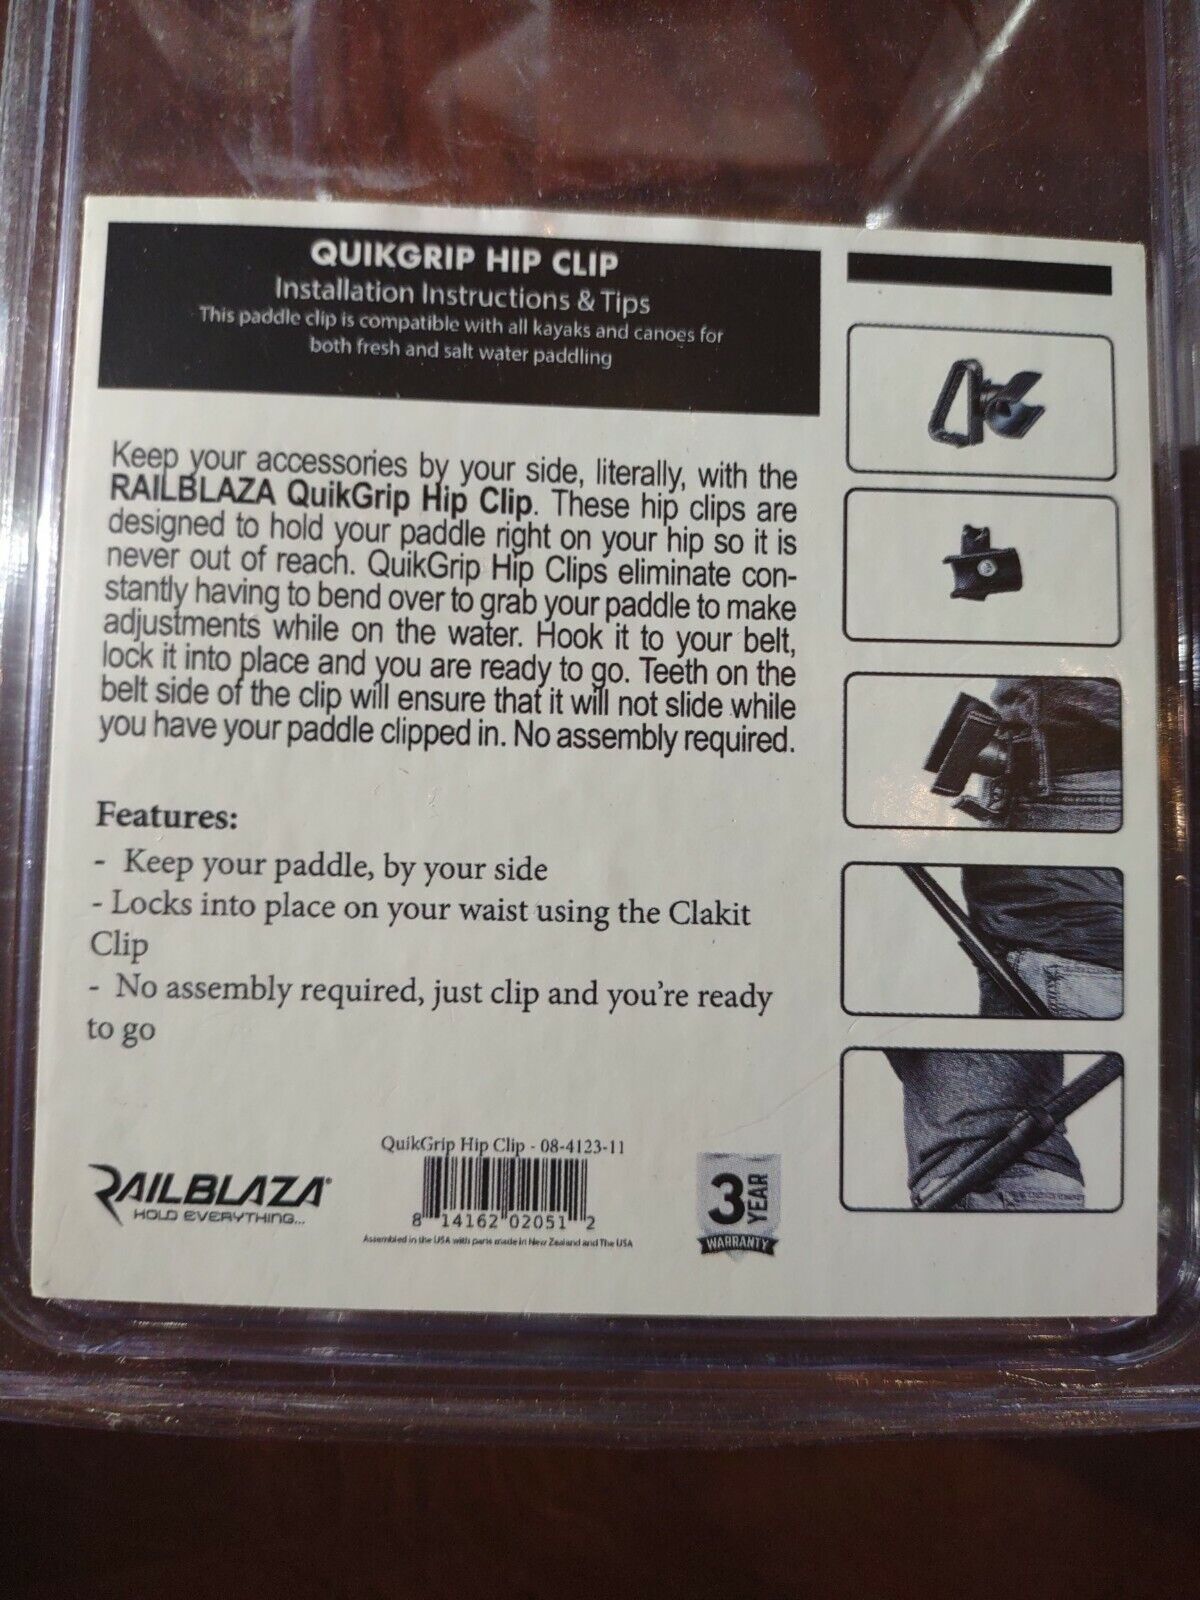 QUIKGRIP HIP CLIP
Installation Instructions & Tips
This paddle clip is compatible with all kayaks and canoes for
both fresh and salt water paddling
Keep your accessories by your side, literally, with the
RAILBLAZA QuikGrip Hip Clip. These hip clips are
designed to hold your paddle right on your hip so it is
never out of reach. QuikGrip Hip Clips eliminate con-
stantly having to bend over to grab your paddle to make
adjustments while on the water. Hook it to your belt,
lock it into place and you are ready to go. Teeth on the
belt side of the clip will ensure that it will not slide while
you have your paddle clipped in. No assembly required.
Features:
- Keep your paddle, by your side
- Locks into place on your waist using the Clakit
Clip
- No assembly required, just clip and you're ready
to go
QuikGrip Hip Clip - 08-4123-11
8 14162 02051 2
Assembled in the USA with parts made in New Zealand and The USA
RAILBLAZA®
HOLD EVERYTHING...
3 YEAR
WARRANTY